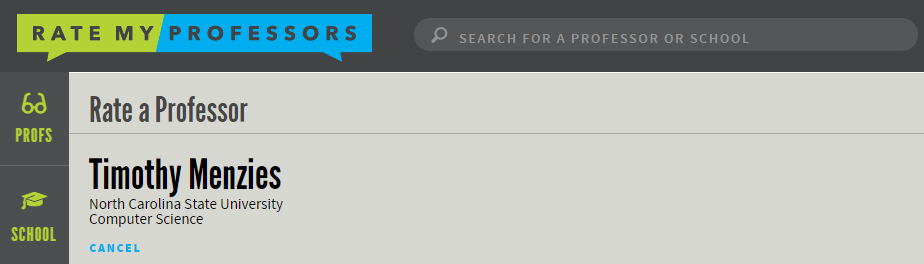 RATE MY PROFESSORS
SEARCH FOR A PROFESSOR OR SCHOOL
PROFS
Rate a Professor
Timothy Menzies
North Carolina State University
Computer Science
SCHOOL
CANCEL